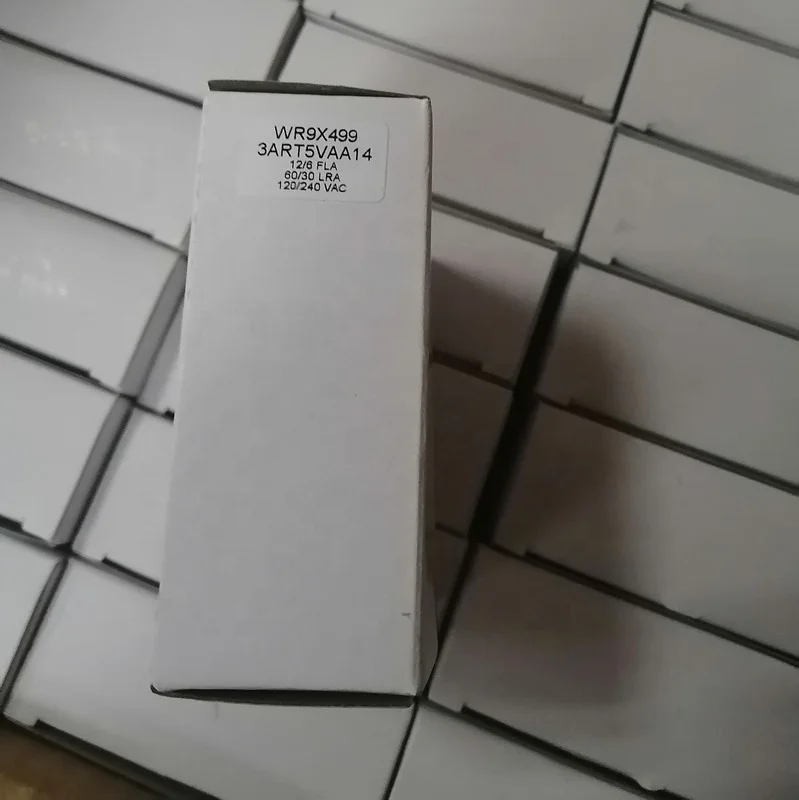 WR9X499
3ART5VAA14
12/6 FLA
60/30 LRA
120/240 VAC